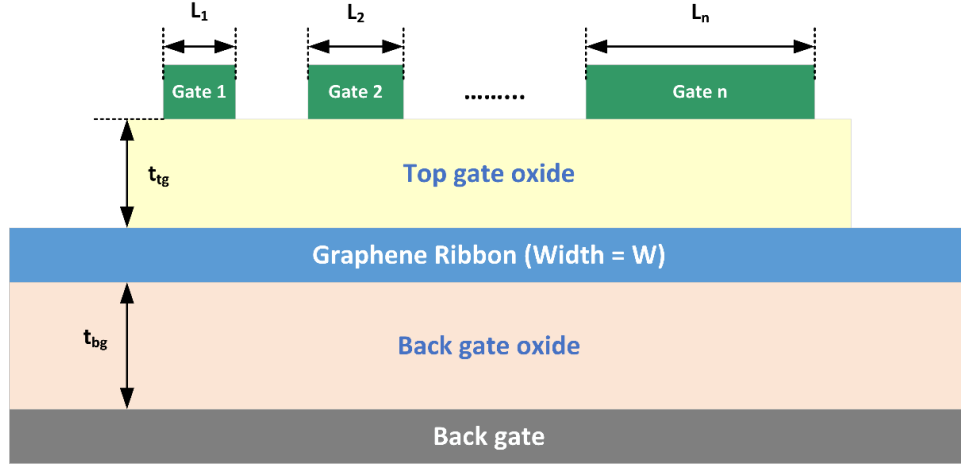 L1 L2 Ln
Gate 1 Gate 2 ......... Gate n
ttg
Top gate oxide
Graphene Ribbon (Width = W)
tbg
Back gate oxide
Back gate